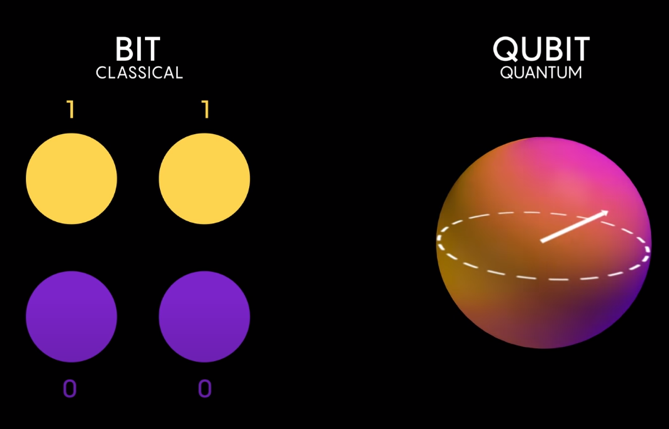 BIT
CLASSICAL
1 1
0 0
QUBIT
QUANTUM